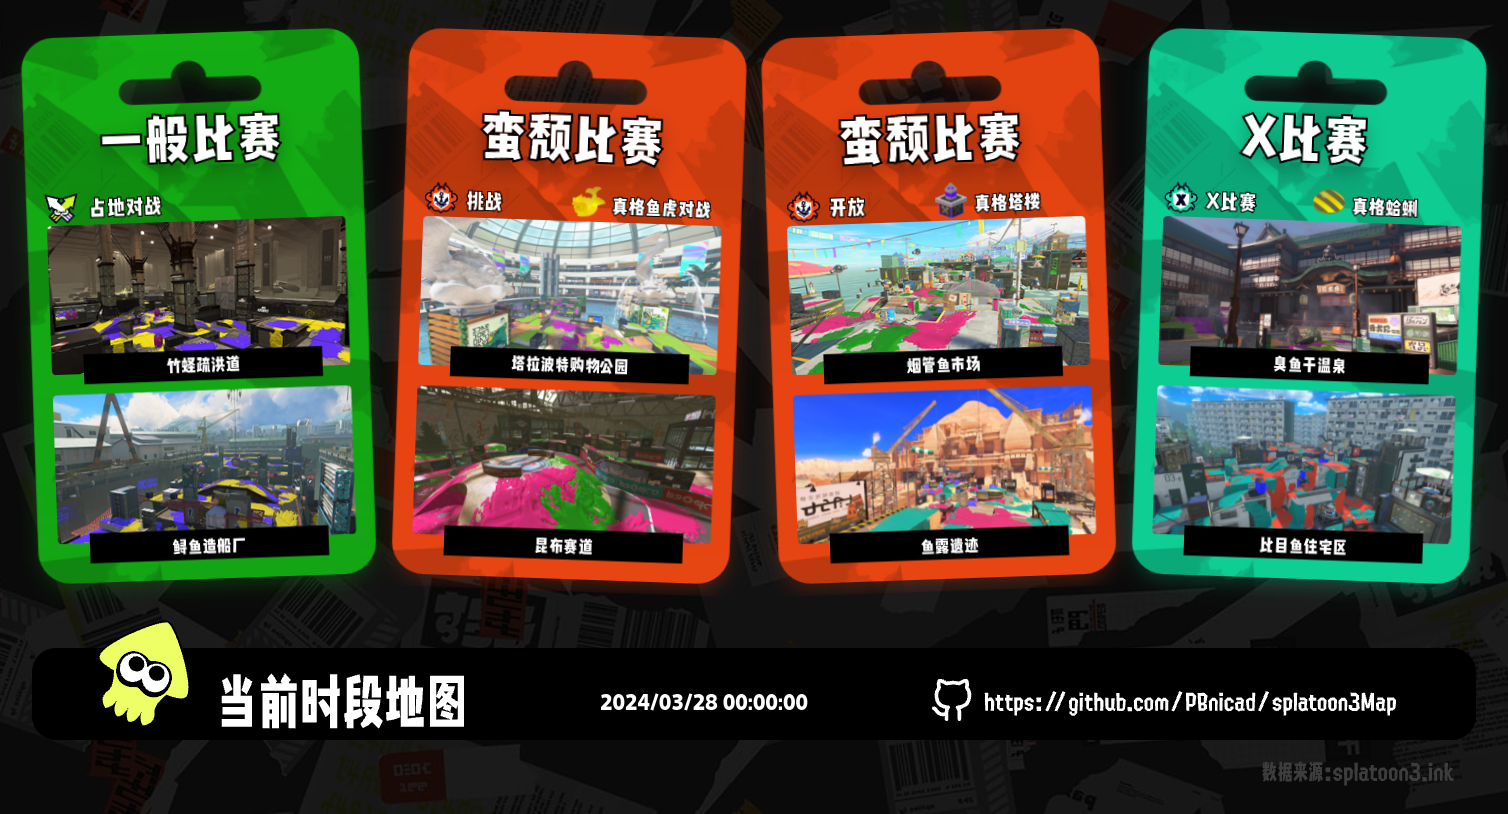 一般比赛
占地对战
竹蛏疏洪道
鲟鱼造船厂
蛮颓比赛
挑战
真格鱼虎对战
塔拉波特购物公园
昆布赛道
蛮颓比赛
开放
真格塔楼
烟管鱼市场
鱼露遗迹
X比赛
X比赛
真格蛤蜊
臭鱼干温泉
比目鱼住宅区
当前时段地图
2024/03/28 00:00:00
https://github.com/PBnicad/splatoon3Map
数据来源:splatoon3.ink